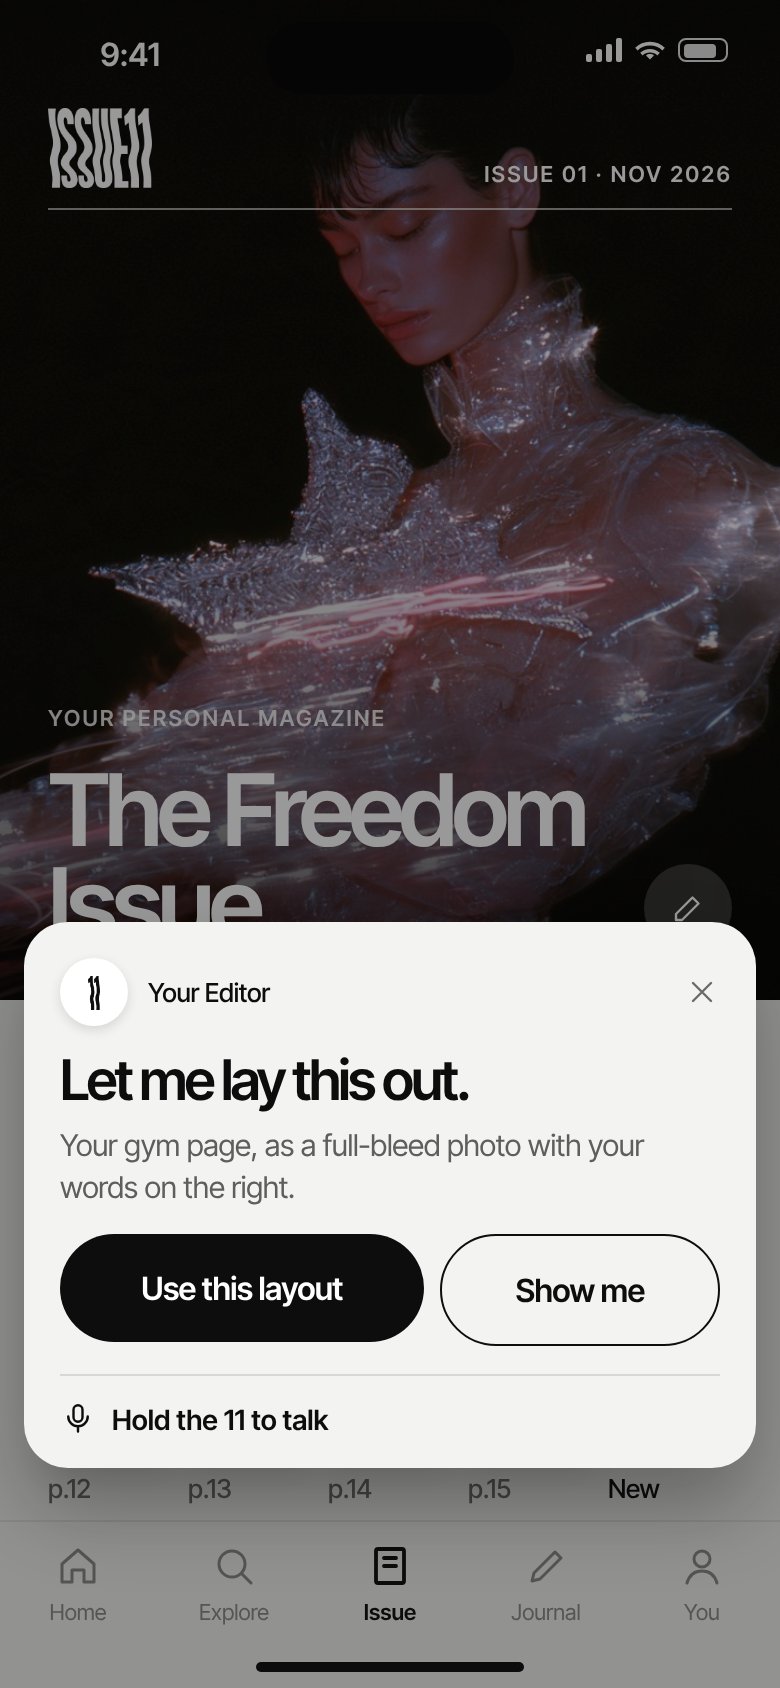 9:41
ISSUE11
ISSUE 01 · NOV 2026
YOUR PERSONAL MAGAZINE
The Freedom
Issue
11
Your Editor
Let me lay this out.
Your gym page, as a full-bleed photo with your
words on the right.
Use this layout
Show me
Hold the 11 to talk
p.12
p.13
p.14
p.15
New
Home
Explore
Issue
Journal
You